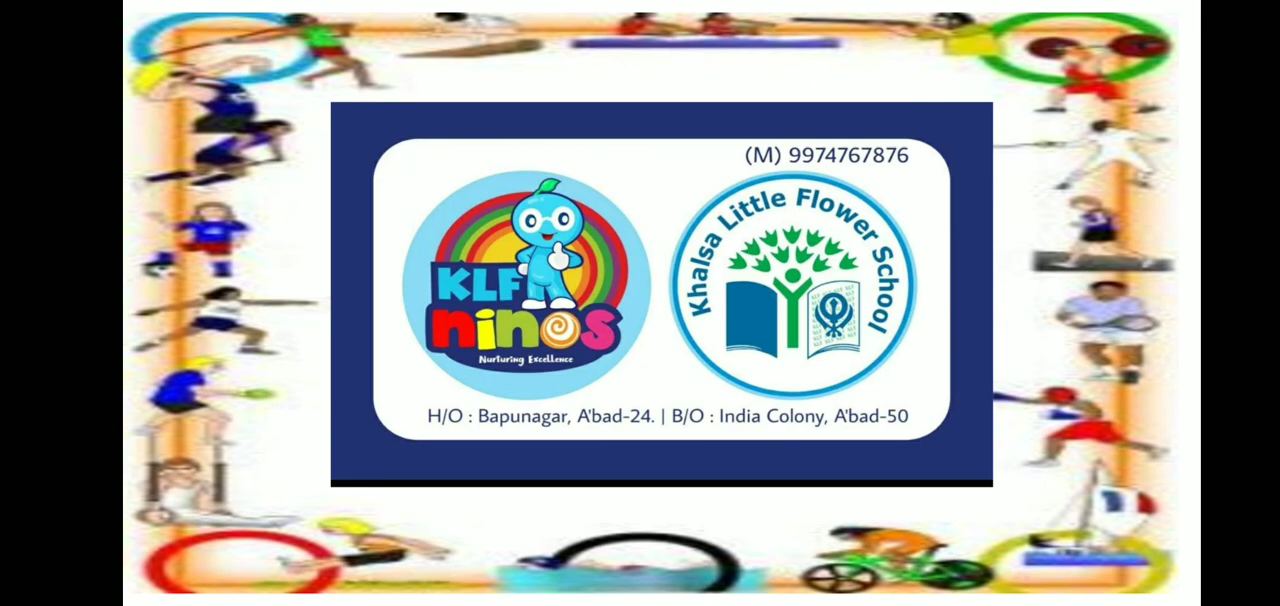 (M) 9974767876
KLF
ninos
Nurturing Excellence
Khalsa Little Flower School
H/O : Bapunagar, A'bad-24. | B/O : India Colony, A'bad-50